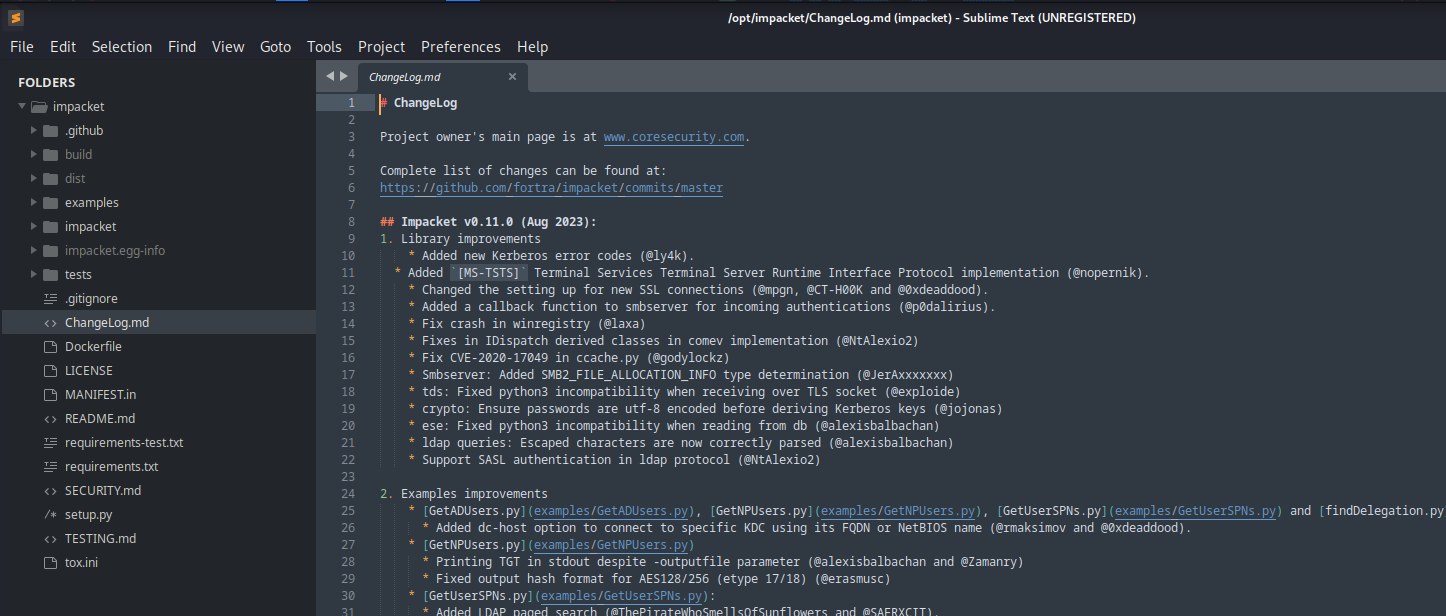 /opt/impacket/ChangeLog.md (impacket) - Sublime Text (UNREGISTERED)
File Edit Selection Find View Goto Tools Project Preferences Help
FOLDERS
impacket
.github
build
dist
examples
impacket
impacket.egg-info
tests
.gitignore
ChangeLog.md
Dockerfile
LICENSE
MANIFEST.in
README.md
requirements-test.txt
requirements.txt
SECURITY.md
setup.py
TESTING.md
tox.ini
ChangeLog.md
1 # ChangeLog
2
3 Project owner's main page is at www.coresecurity.com.
4
5 Complete list of changes can be found at:
6 https://github.com/fortra/impacket/commits/master
7
8 ## Impacket v0.11.0 (Aug 2023):
9 1. Library improvements
10 * Added new Kerberos error codes (@ly4k).
11 * Added `[MS-TSTS]` Terminal Services Terminal Server Runtime Interface Protocol implementation (@nopernik).
12 * Changed the setting up for new SSL connections (@mpgn, @CT-H00K and @0xdeaddood).
13 * Added a callback function to smbserver for incoming authentications (@p0dalirius).
14 * Fix crash in winregistry (@laxa)
15 * Fixes in IDispatch derived classes in comev implementation (@NtAlexio2)
16 * Fix CVE-2020-17049 in ccache.py (@godylockz)
17 * Smbserver: Added SMB2_FILE_ALLOCATION_INFO type determination (@JerAxxxxxxx)
18 * tds: Fixed python3 incompatibility when receiving over TLS socket (@exploide)
19 * crypto: Ensure passwords are utf-8 encoded before deriving Kerberos keys (@jojonas)
20 * ese: Fixed python3 incompatibility when reading from db (@alexisbalbachan)
21 * ldap queries: Escaped characters are now correctly parsed (@alexisbalbachan)
22 * Support SASL authentication in ldap protocol (@NtAlexio2)
23
24 2. Examples improvements
25 * [GetADUsers.py](examples/GetADUsers.py), [GetNPUsers.py](examples/GetNPUsers.py), [GetUserSPNs.py](examples/GetUserSPNs.py) and [findDelegation.py
26 * Added dc-host option to connect to specific KDC using its FQDN or NetBIOS name (@rmaksimov and @0xdeaddood).
27 * [GetNPUsers.py](examples/GetNPUsers.py)
28 * Printing TGT in stdout despite -outputfile parameter (@alexisbalbachan and @Zamanry)
29 * Fixed output hash format for AES128/256 (etype 17/18) (@erasmusc)
30 * [GetUserSPNs.py](examples/GetUserSPNs.py):
31 * Added LDAP paged search (@ThePirateWhoSmellsOfSunflowers and @SAERXCIT).